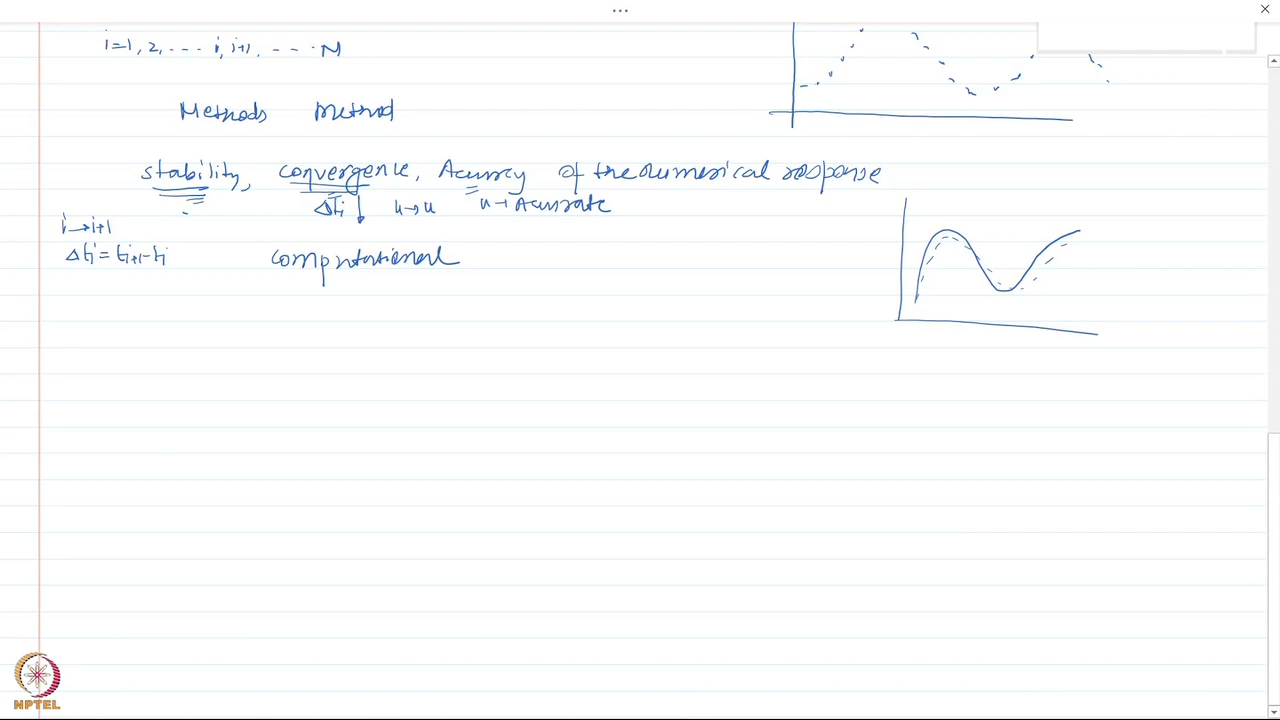 i=1, 2, ---- i, i+1, ---- N
Methods Method
stability, convergence, Acurrcy of the Numerical response
ΔTi ↓ u→u u→Accurate
i→i+1
Δti = ti+1-ti
computational
NPTEL